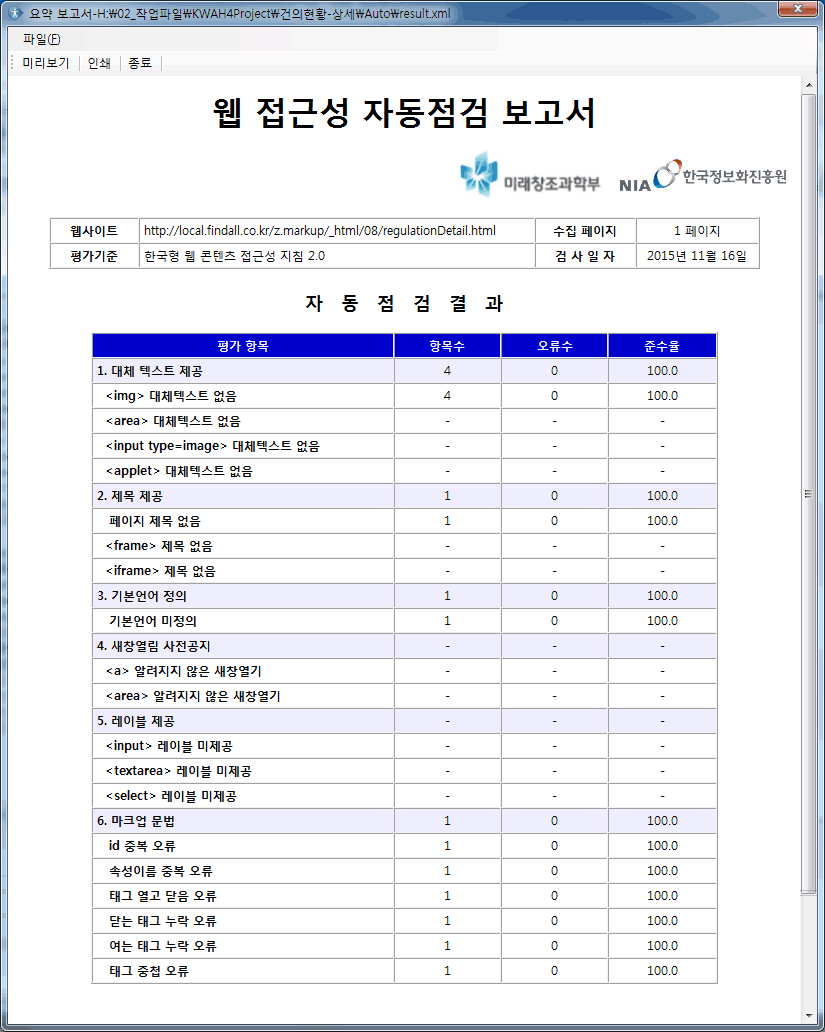 요약 보고서-H:₩02_작업파일₩KWAH4Project₩건의현황-상세₩Auto₩result.xml
파일(F)
미리보기 인쇄 종료
웹 접근성 자동점검 보고서
미래창조과학부 NIA 한국정보화진흥원
웹사이트 http://local.findall.co.kr/z.markup/_html/08/regulationDetail.html 수집 페이지 1 페이지
평가기준 한국형 웹 콘텐츠 접근성 지침 2.0 검 사 일 자 2015년 11월 16일
자 동 점 검 결 과
평가 항목 항목수 오류수 준수율
1. 대체 텍스트 제공 4 0 100.0
<img> 대체텍스트 없음 4 0 100.0
<area> 대체텍스트 없음 - - -
<input type=image> 대체텍스트 없음 - - -
<applet> 대체텍스트 없음 - - -
2. 제목 제공 1 0 100.0
페이지 제목 없음 1 0 100.0
<frame> 제목 없음 - - -
<iframe> 제목 없음 - - -
3. 기본언어 정의 1 0 100.0
기본언어 미정의 1 0 100.0
4. 새창열림 사전공지 - - -
<a> 알려지지 않은 새창열기 - - -
<area> 알려지지 않은 새창열기 - - -
5. 레이블 제공 - - -
<input> 레이블 미제공 - - -
<textarea> 레이블 미제공 - - -
<select> 레이블 미제공 - - -
6. 마크업 문법 1 0 100.0
id 중복 오류 1 0 100.0
속성이름 중복 오류 1 0 100.0
태그 열고 닫음 오류 1 0 100.0
닫는 태그 누락 오류 1 0 100.0
여는 태그 누락 오류 1 0 100.0
태그 중첩 오류 1 0 100.0